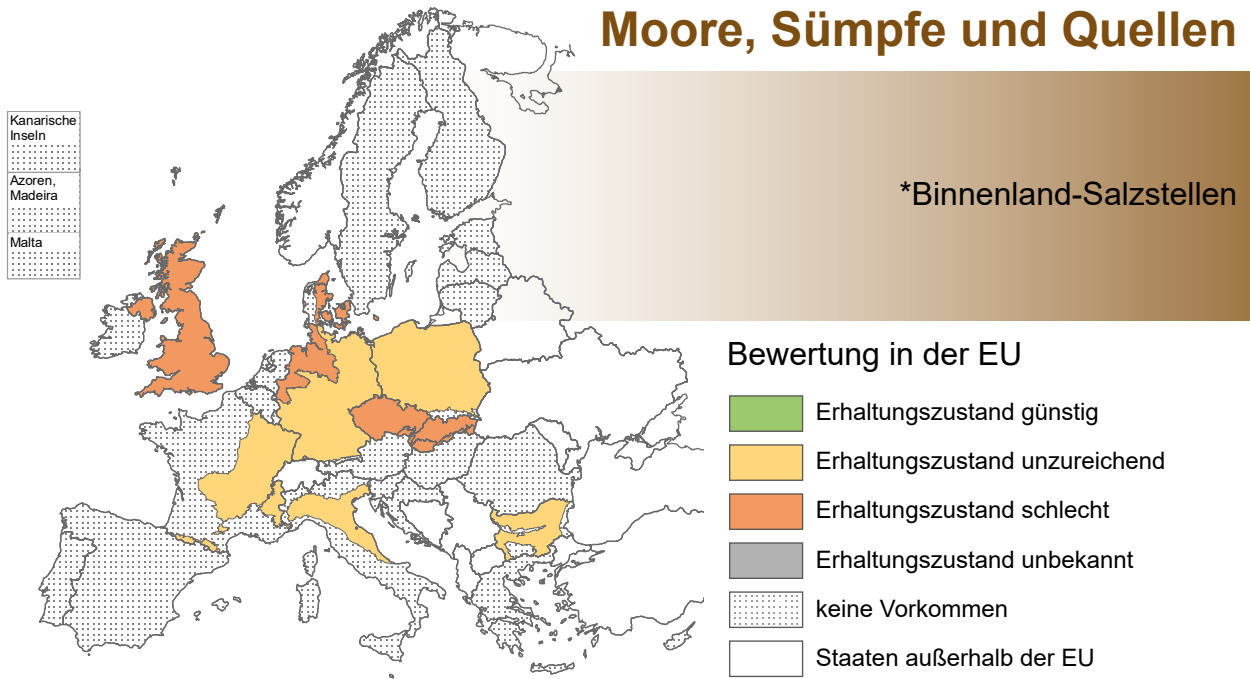 Moore, Sümpfe und Quellen
Kanarische
Inseln
Azoren,
Madeira
Malta
*Binnenland-Salzstellen
Bewertung in der EU
Erhaltungszustand günstig
Erhaltungszustand unzureichend
Erhaltungszustand schlecht
Erhaltungszustand unbekannt
keine Vorkommen
Staaten außerhalb der EU